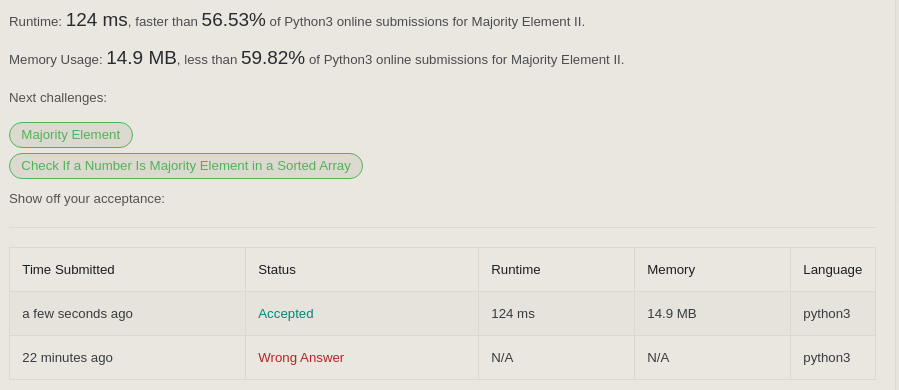 Runtime: 124 ms, faster than 56.53% of Python3 online submissions for Majority Element II.
Memory Usage: 14.9 MB, less than 59.82% of Python3 online submissions for Majority Element II.
Next challenges:
Majority Element
Check If a Number Is Majority Element in a Sorted Array
Show off your acceptance:
Time Submitted Status Runtime Memory Language
a few seconds ago Accepted 124 ms 14.9 MB python3
22 minutes ago Wrong Answer N/A N/A python3